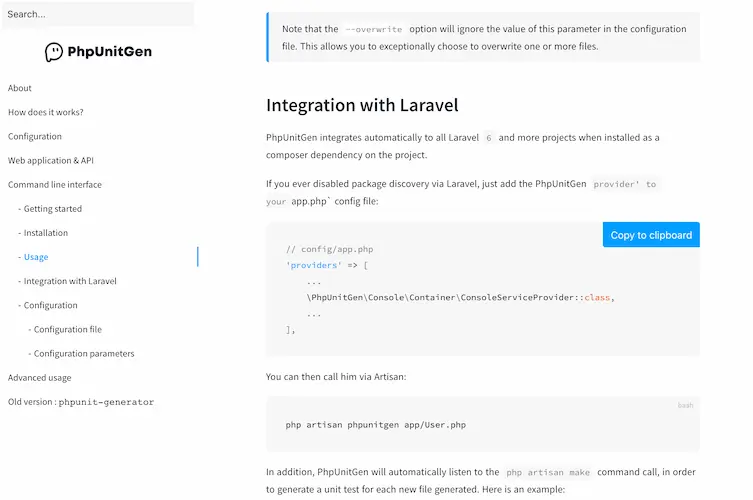 Search...
PhpUnitGen
About
How does it works?
Configuration
Web application & API
Command line interface
- Getting started
- Installation
- Usage
- Integration with Laravel
- Configuration
- Configuration file
- Configuration parameters
Advanced usage
Old version : phpunit-generator
Note that the --overwrite option will ignore the value of this parameter in the configuration
file. This allows you to exceptionally choose to overwrite one or more files.
Integration with Laravel
PhpUnitGen integrates automatically to all Laravel 6 and more projects when installed as a
composer dependency on the project.
If you ever disabled package discovery via Laravel, just add the PhpUnitGen provider' to
your app.php` config file:
Copy to clipboard
// config/app.php
'providers' => [
...
\PhpUnitGen\Console\Container\ConsoleServiceProvider::class,
...
],
You can then call him via Artisan:
bash
php artisan phpunitgen app/User.php
In addition, PhpUnitGen will automatically listen to the php artisan make command call, in order
to generate a unit test for each new file generated. Here is an example: